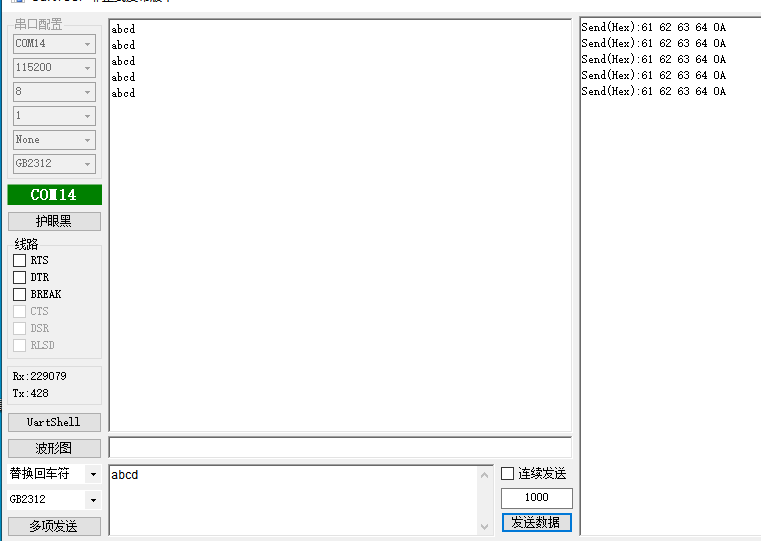 串口配置
COM14
115200
8
1
None
GB2312
COM14
护眼黑
线路
RTS
DTR
BREAK
CTS
DSR
RLSD
Rx:229079
Tx:428
UartShell
波形图
替换回车符
GB2312
多项发送
abcd
abcd
abcd
abcd
abcd
abcd
连续发送
1000
发送数据
Send(Hex):61 62 63 64 0A
Send(Hex):61 62 63 64 0A
Send(Hex):61 62 63 64 0A
Send(Hex):61 62 63 64 0A
Send(Hex):61 62 63 64 0A